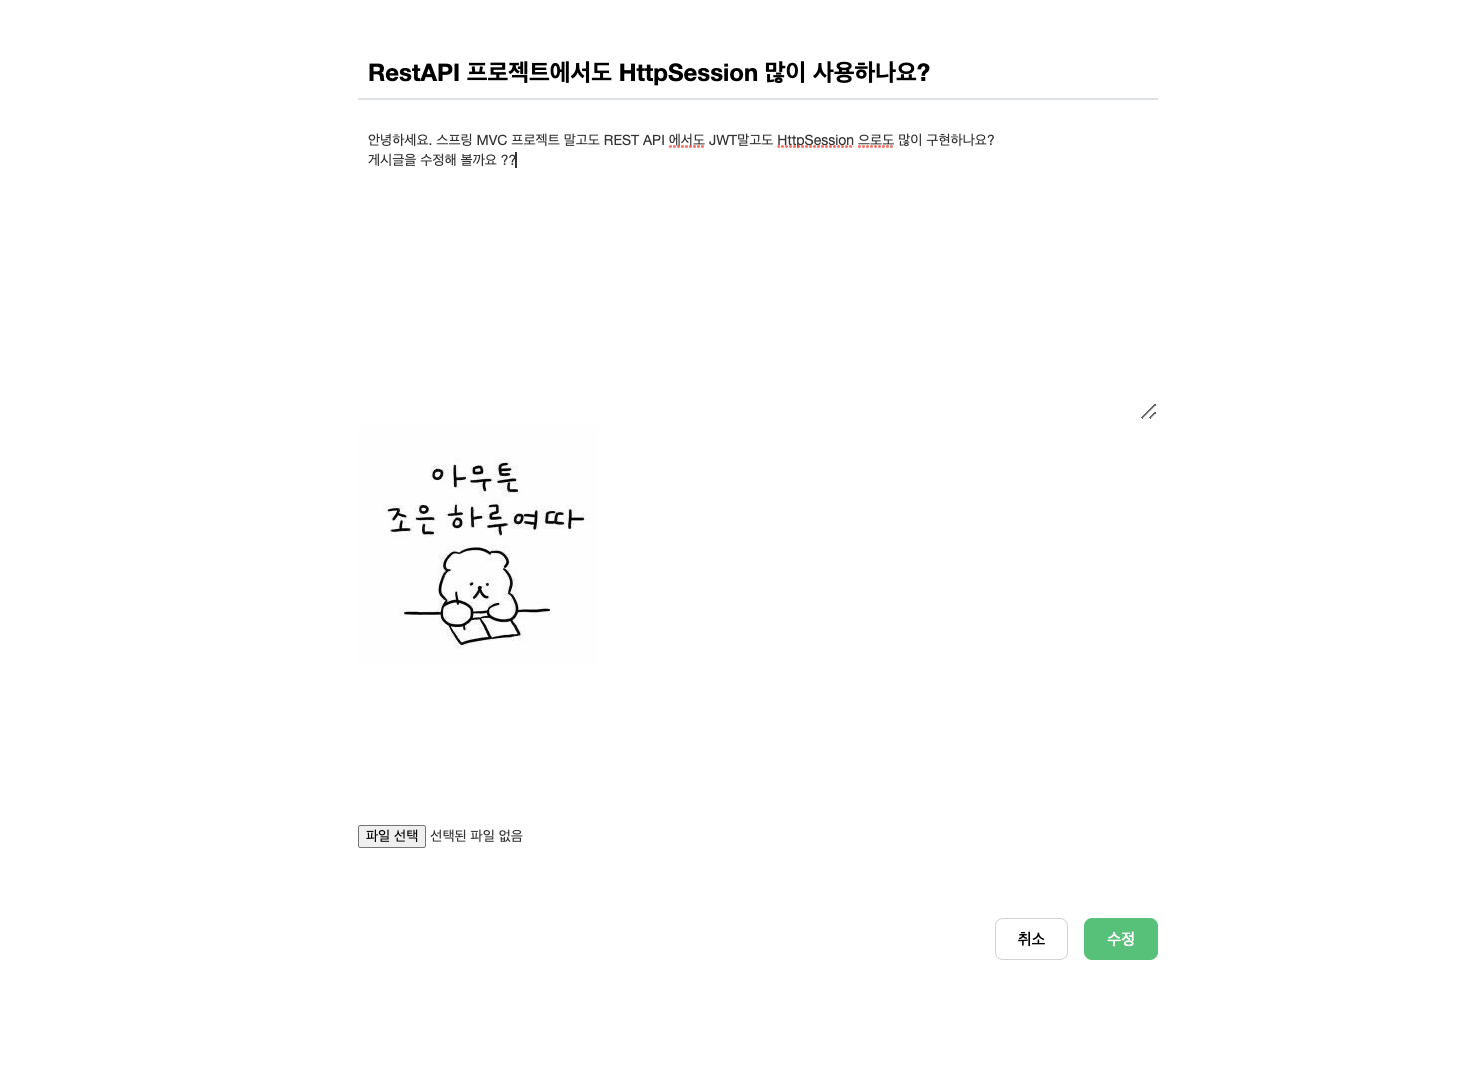 RestAPI 프로젝트에서도 HttpSession 많이 사용하나요?
안녕하세요. 스프링 MVC 프로젝트 말고도 REST API 에서도 JWT말고도 HttpSession 으로도 많이 구현하나요?
게시글을 수정해 볼까요 ??
아무튼
조은 하루여따
파일 선택 선택된 파일 없음
취소 수정